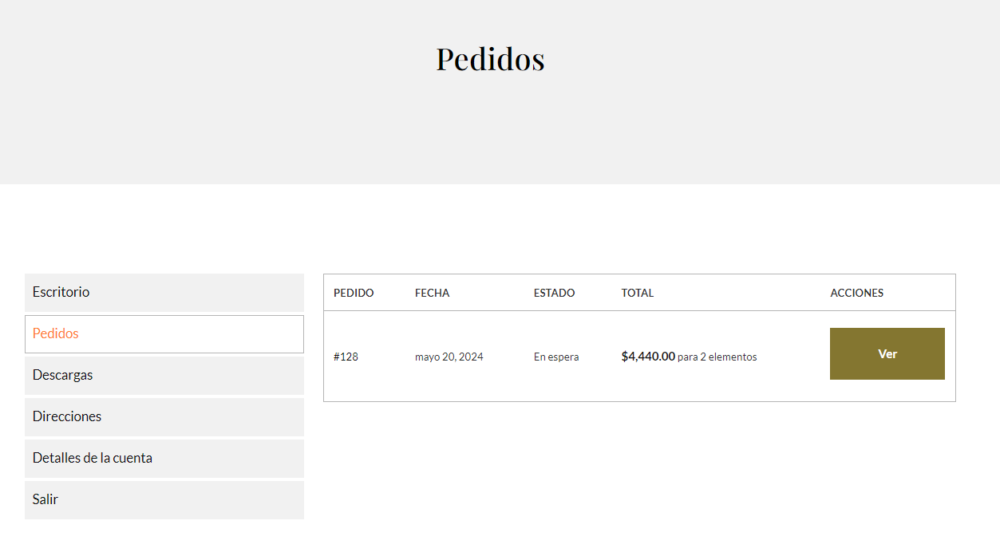 Pedidos
Escritorio
Pedidos
Descargas
Direcciones
Detalles de la cuenta
Salir
PEDIDO FECHA ESTADO TOTAL ACCIONES
#128 mayo 20, 2024 En espera $4,440.00 para 2 elementos Ver